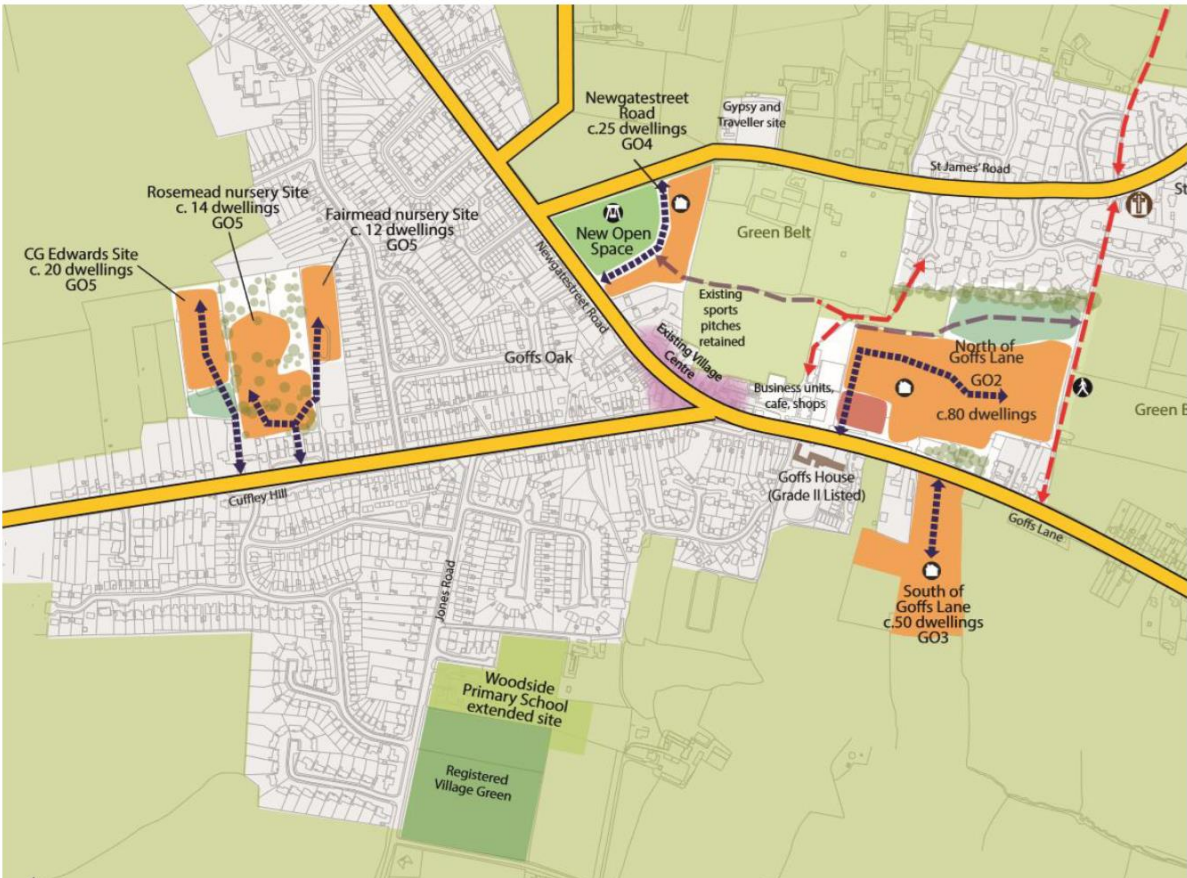 Newgatestreet
Road
c.25 dwellings
GO4
Gypsy and
Traveller site
St James' Road
St
Rosemead nursery Site
c. 14 dwellings
GO5
Fairmead nursery Site
c. 12 dwellings
GO5
CG Edwards Site
c. 20 dwellings
GO5
New Open
Space
Green Belt
Newgatestreet Road
Existing
sports
pitches
retained
Existing Village
Centre
Goffs Oak
North of
Goffs Lane
GO2
c.80 dwellings
Business units,
cafe, shops
Green B
Goffs House
(Grade II Listed)
Goffs Lane
Cuffley Hill
South of
Goffs Lane
c.50 dwellings
GO3
Jones Road
Woodside
Primary School
extended site
Registered
Village Green